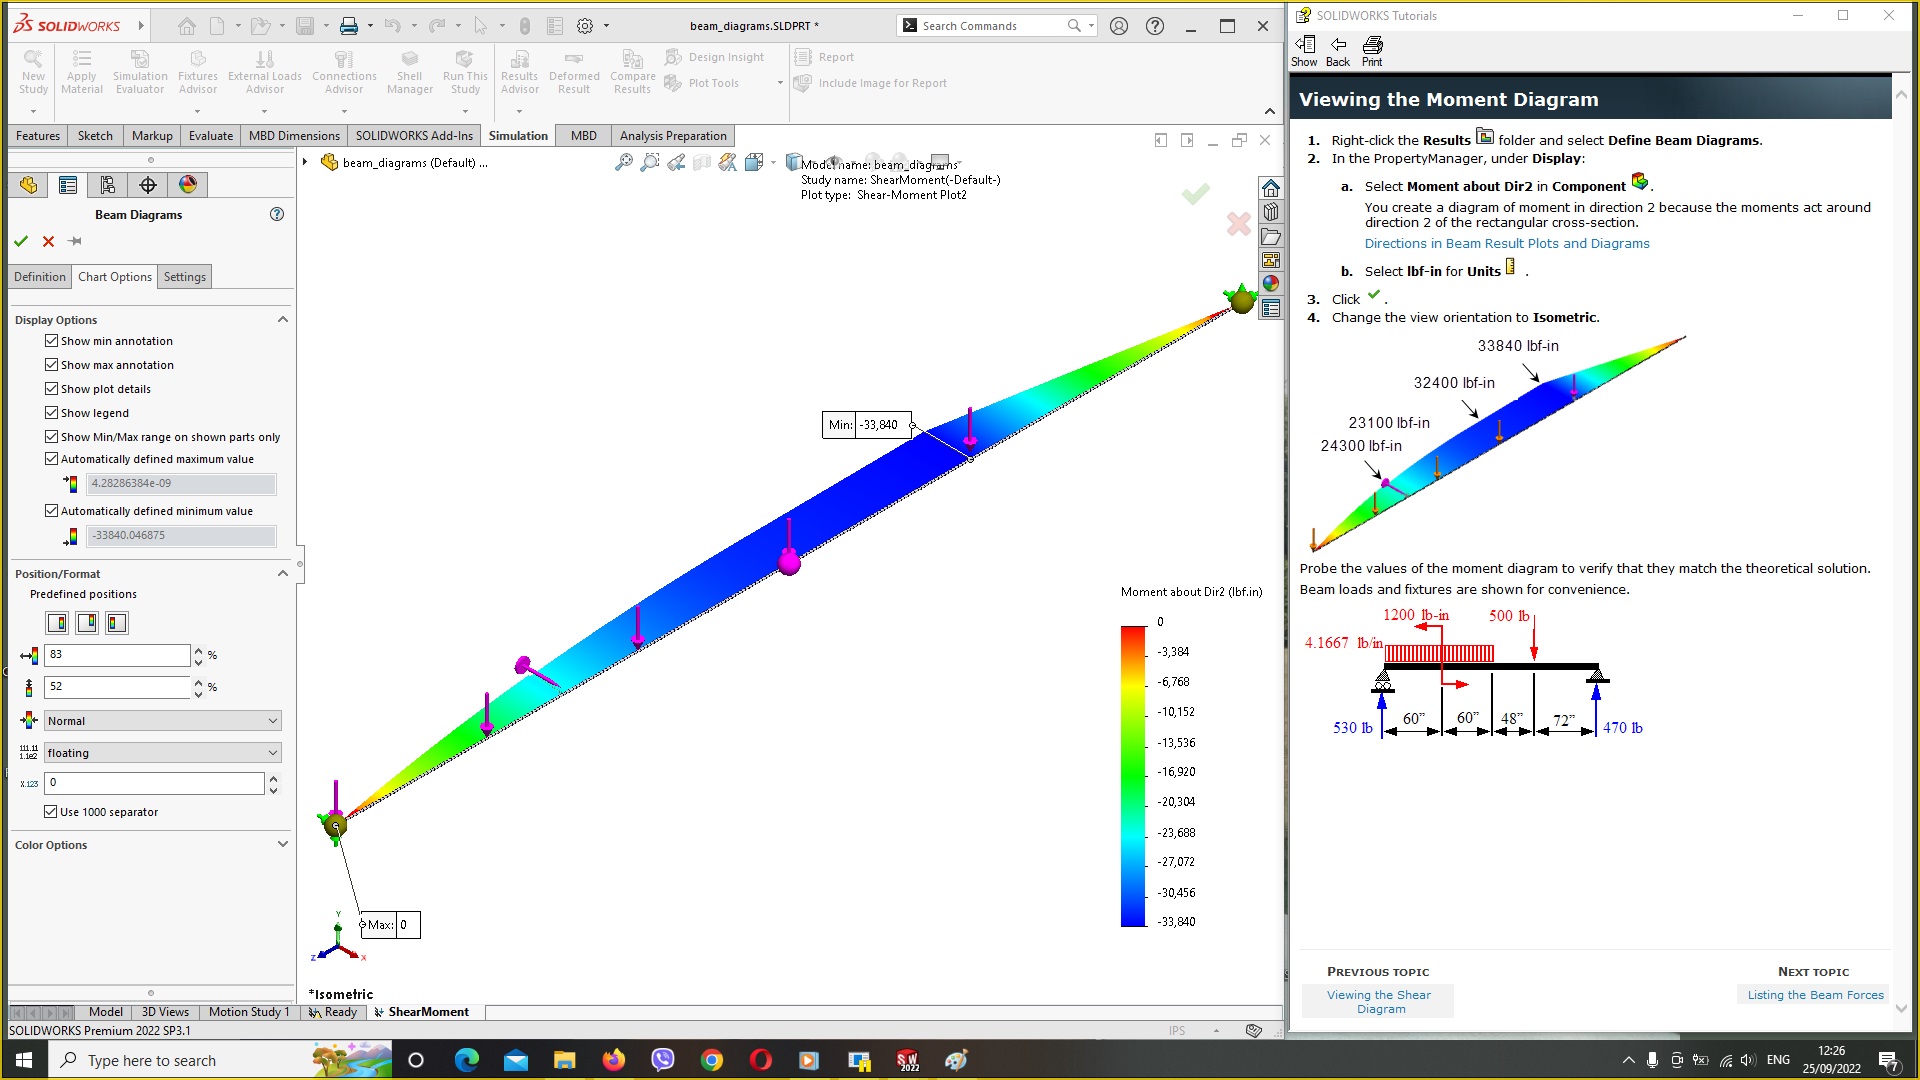 SOLIDWORKS
beam_diagrams.SLDPRT *
Search Commands
New Study
Apply Material
Simulation Evaluator
Fixtures Advisor
External Loads Advisor
Connections Advisor
Shell Manager
Run This Study
Results Advisor
Deformed Result
Compare Results
Design Insight
Plot Tools
Report
Include Image for Report
Features
Sketch
Markup
Evaluate
MBD Dimensions
SOLIDWORKS Add-Ins
Simulation
MBD
Analysis Preparation
beam_diagrams (Default) ...
Model name: beam_diagrams
Study name: ShearMoment(-Default-)
Plot type: Shear-Moment Plot2
Beam Diagrams
Definition
Chart Options
Settings
Display Options
Show min annotation
Show max annotation
Show plot details
Show legend
Show Min/Max range on shown parts only
Automatically defined maximum value
4.28286384e-09
Automatically defined minimum value
-33840.046875
Position/Format
Predefined positions
83
%
52
%
Normal
111.11
1.1e2
floating
x.123
0
Use 1000 separator
Color Options
Min: -33,840
Max: 0
Moment about Dir2 (lbf.in)
0
-3,384
-6,768
-10,152
-13,536
-16,920
-20,304
-23,688
-27,072
-30,456
-33,840
Y
Z
X
*Isometric
Model
3D Views
Motion Study 1
Ready
ShearMoment
SOLIDWORKS Premium 2022 SP3.1
IPS
SOLIDWORKS Tutorials
Show
Back
Print
Viewing the Moment Diagram
1. Right-click the Results folder and select Define Beam Diagrams.
2. In the PropertyManager, under Display:
a. Select Moment about Dir2 in Component .
You create a diagram of moment in direction 2 because the moments act around
direction 2 of the rectangular cross-section.
Directions in Beam Result Plots and Diagrams
b. Select lbf-in for Units .
3. Click .
4. Change the view orientation to Isometric.
33840 lbf-in
32400 lbf-in
23100 lbf-in
24300 lbf-in
Probe the values of the moment diagram to verify that they match the theoretical solution.
Beam loads and fixtures are shown for convenience.
1200 lb-in
500 lb
4.1667 lb/in
530 lb
60”
60”
48”
72”
470 lb
PREVIOUS TOPIC
Viewing the Shear
Diagram
NEXT TOPIC
Listing the Beam Forces
Type here to search
SW
2022
ENG
12:26
25/09/2022
7